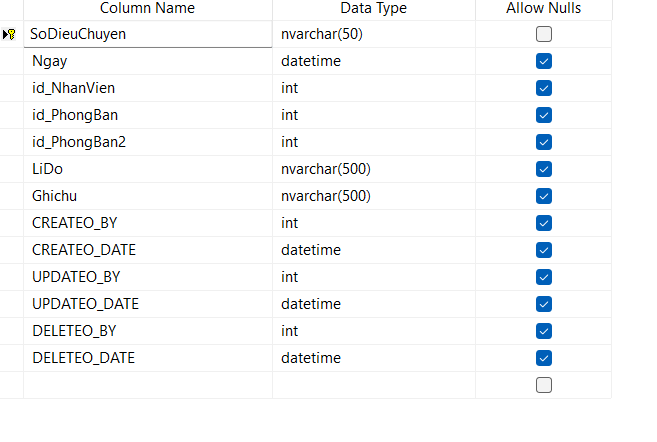 Column Name Data Type Allow Nulls
SoDieuChuyen nvarchar(50)
Ngay datetime
id_NhanVien int
id_PhongBan int
id_PhongBan2 int
LiDo nvarchar(500)
Ghichu nvarchar(500)
CREATEO_BY int
CREATEO_DATE datetime
UPDATEO_BY int
UPDATEO_DATE datetime
DELETEO_BY int
DELETEO_DATE datetime